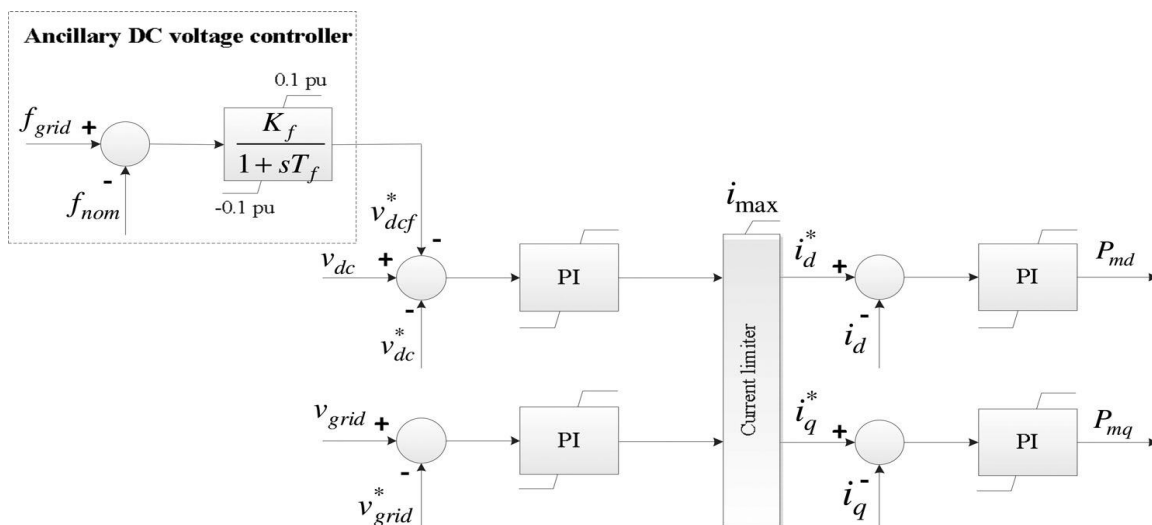 Ancillary DC voltage controller
0.1 pu
f_grid +
K_f
1 + sT_f
-
f_nom
-0.1 pu
v*_dcf
-
i_max
v_dc +
PI
i*_d +
PI
P_md
-
v*_dc
-
i_d
Current limiter
v_grid +
PI
i*_q +
PI
P_mq
-
v*_grid
-
i_q